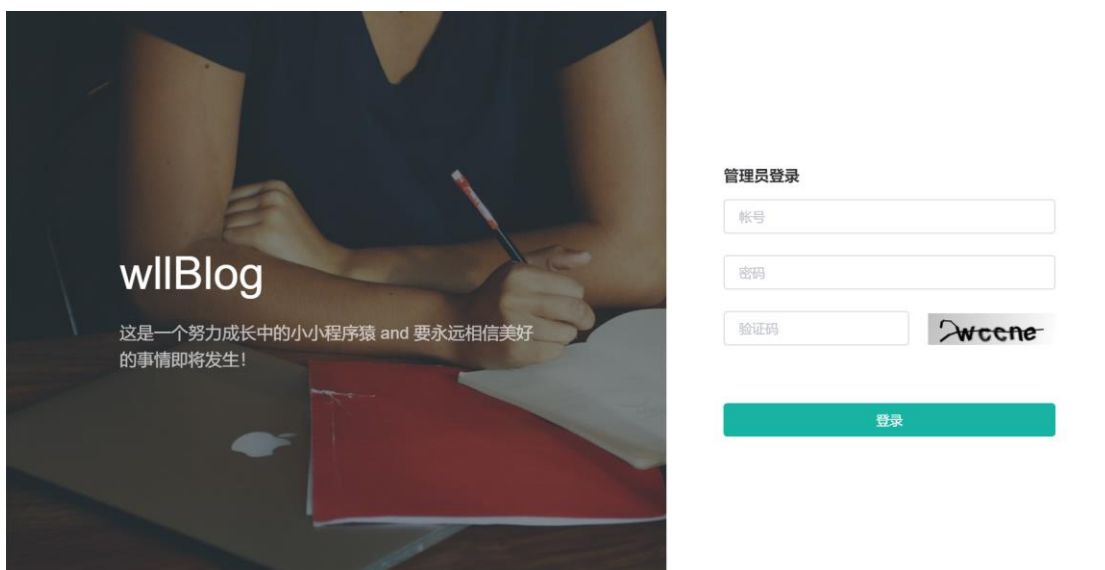 wllBlog
这是一个努力成长中的小小程序猿 and 要永远相信美好
的事情即将发生！
管理员登录
帐号
密码
验证码
登录